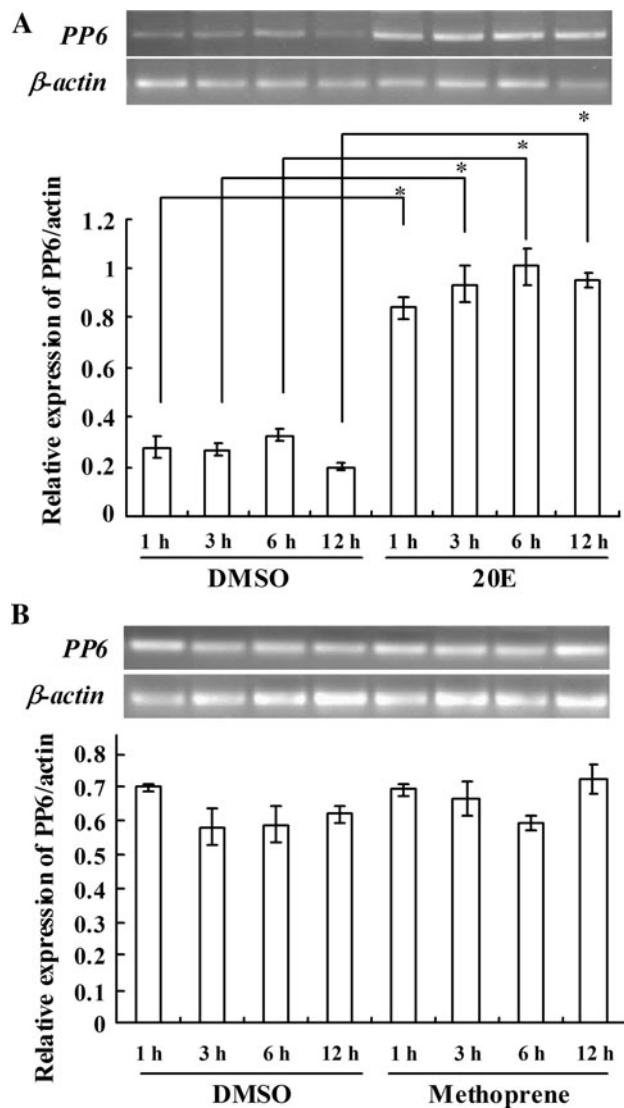 A
PP6
β-actin
* * * *
Relative expression of PP6/actin
1.2
1
0.8
0.6
0.4
0.2
0
1 h 3 h 6 h 12 h 1 h 3 h 6 h 12 h
DMSO 20E
B
PP6
β-actin
Relative expression of PP6/actin
0.8
0.7
0.6
0.5
0.4
0.3
0.2
0.1
0
1 h 3 h 6 h 12 h 1 h 3 h 6 h 12 h
DMSO Methoprene